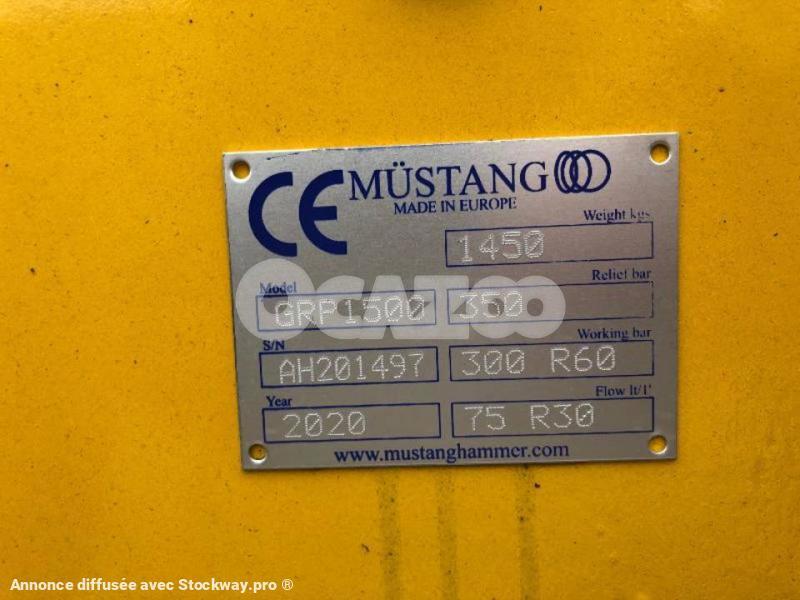 CE MÜSTANG
MADE IN EUROPE
Weight kgs
1450
Model
GRP1500
Relief bar
350
S/N
AH201497
Working bar
300 R60
Year
2020
Flow lt/1'
75 R30
www.mustanghammer.com
OCAZOO
Annonce diffusée avec Stockway.pro ®